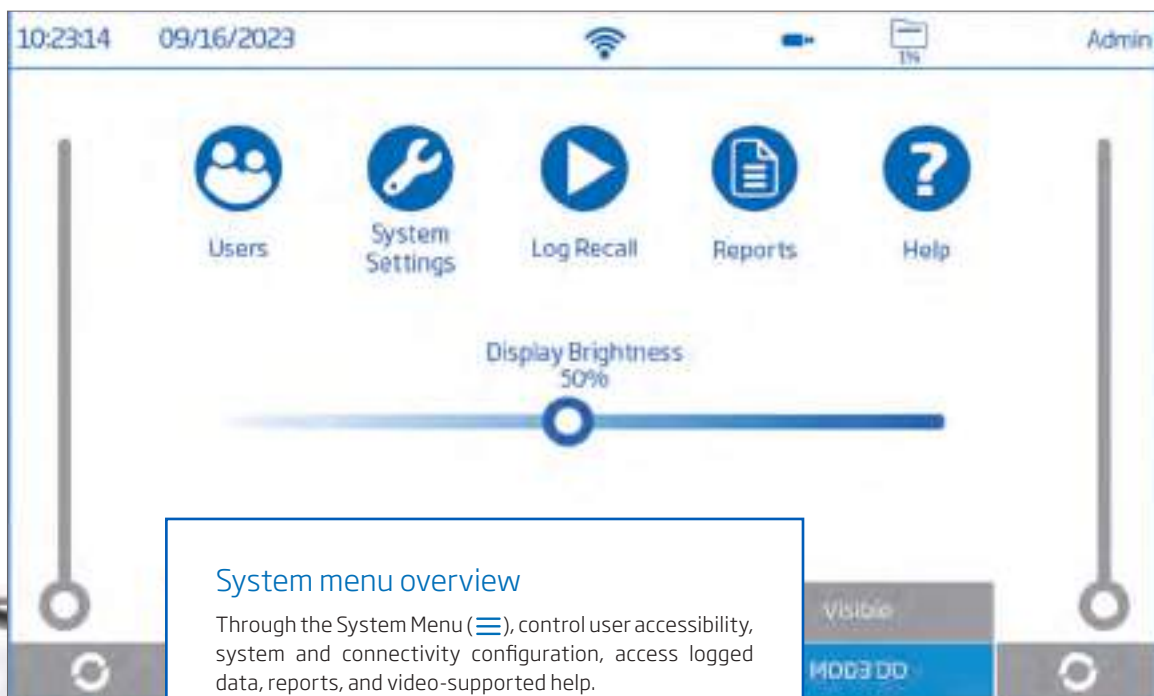 10:23:14 09/16/2023 1% Admin
Users
System
Settings
Log Recall
Reports
Help
Display Brightness
50%
System menu overview
Through the System Menu (☰), control user accessibility,
system and connectivity configuration, access logged
data, reports, and video-supported help.
Visible
MOD3 DO